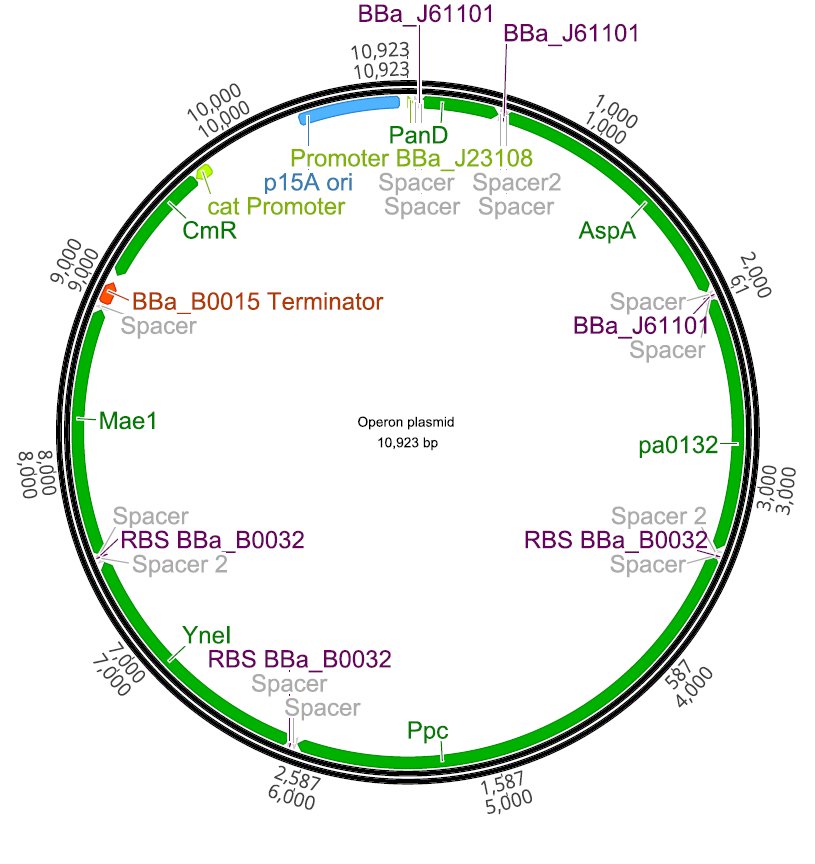 BBa_J61101
BBa_J61101
10,923
10,923
10,000
10,000
1,000
1,000
PanD
Promoter BBa_J23108
p15A ori
Spacer
Spacer2
cat Promoter
Spacer
Spacer
CmR
AspA
9,000
9,000
2,000
61
BBa_B0015 Terminator
Spacer
Spacer
BBa_J61101
Spacer
Mae1
Operon plasmid
10,923 bp
pa0132
8,000
8,000
3,000
3,000
Spacer
RBS BBa_B0032
Spacer 2
Spacer 2
RBS BBa_B0032
Spacer
YneI
RBS BBa_B0032
Spacer
Spacer
7,000
7,000
587
4,000
Ppc
2,587
6,000
1,587
5,000